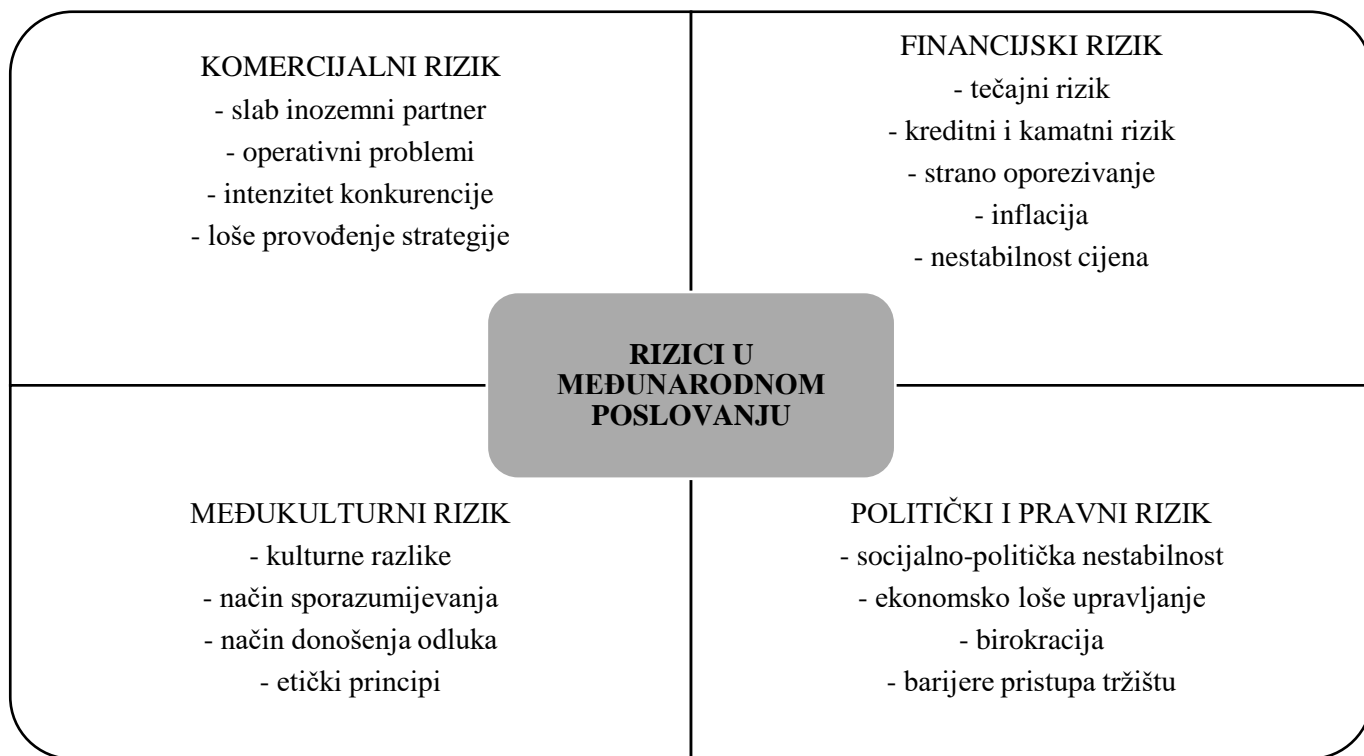 KOMERCIJALNI RIZIK
- slab inozemni partner
- operativni problemi
- intenzitet konkurencije
- loše provođenje strategije
FINANCIJSKI RIZIK
- tečajni rizik
- kreditni i kamatni rizik
- strano oporezivanje
- inflacija
- nestabilnost cijena
RIZICI U
MEĐUNARODNOM
POSLOVANJU
MEĐUKULTURNI RIZIK
- kulturne razlike
- način sporazumijevanja
- način donošenja odluka
- etički principi
POLITIČKI I PRAVNI RIZIK
- socijalno-politička nestabilnost
- ekonomsko loše upravljanje
- birokracija
- barijere pristupa tržištu